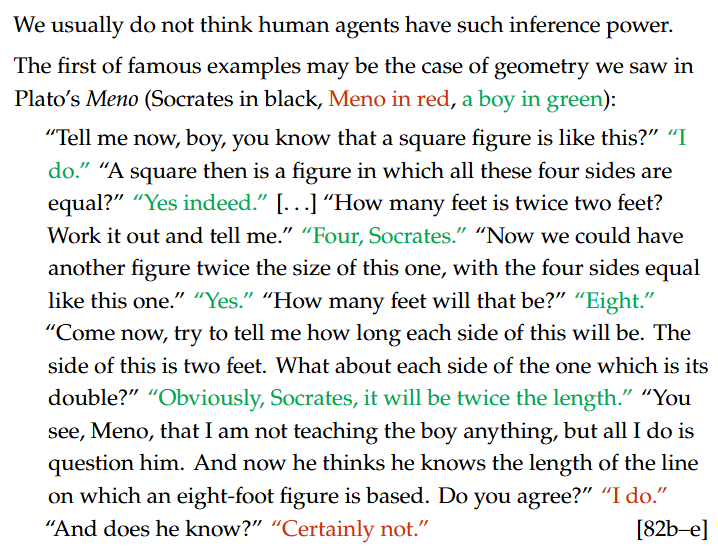 We usually do not think human agents have such inference power.
The first of famous examples may be the case of geometry we saw in
Plato’s Meno (Socrates in black, Meno in red, a boy in green):
“Tell me now, boy, you know that a square figure is like this?” “I
do.” “A square then is a figure in which all these four sides are
equal?” “Yes indeed.” [. . .] “How many feet is twice two feet?
Work it out and tell me.” “Four, Socrates.” “Now we could have
another figure twice the size of this one, with the four sides equal
like this one.” “Yes.” “How many feet will that be?” “Eight.”
“Come now, try to tell me how long each side of this will be. The
side of this is two feet. What about each side of the one which is its
double?” “Obviously, Socrates, it will be twice the length.” “You
see, Meno, that I am not teaching the boy anything, but all I do is
question him. And now he thinks he knows the length of the line
on which an eight-foot figure is based. Do you agree?” “I do.”
“And does he know?” “Certainly not.” [82b–e]